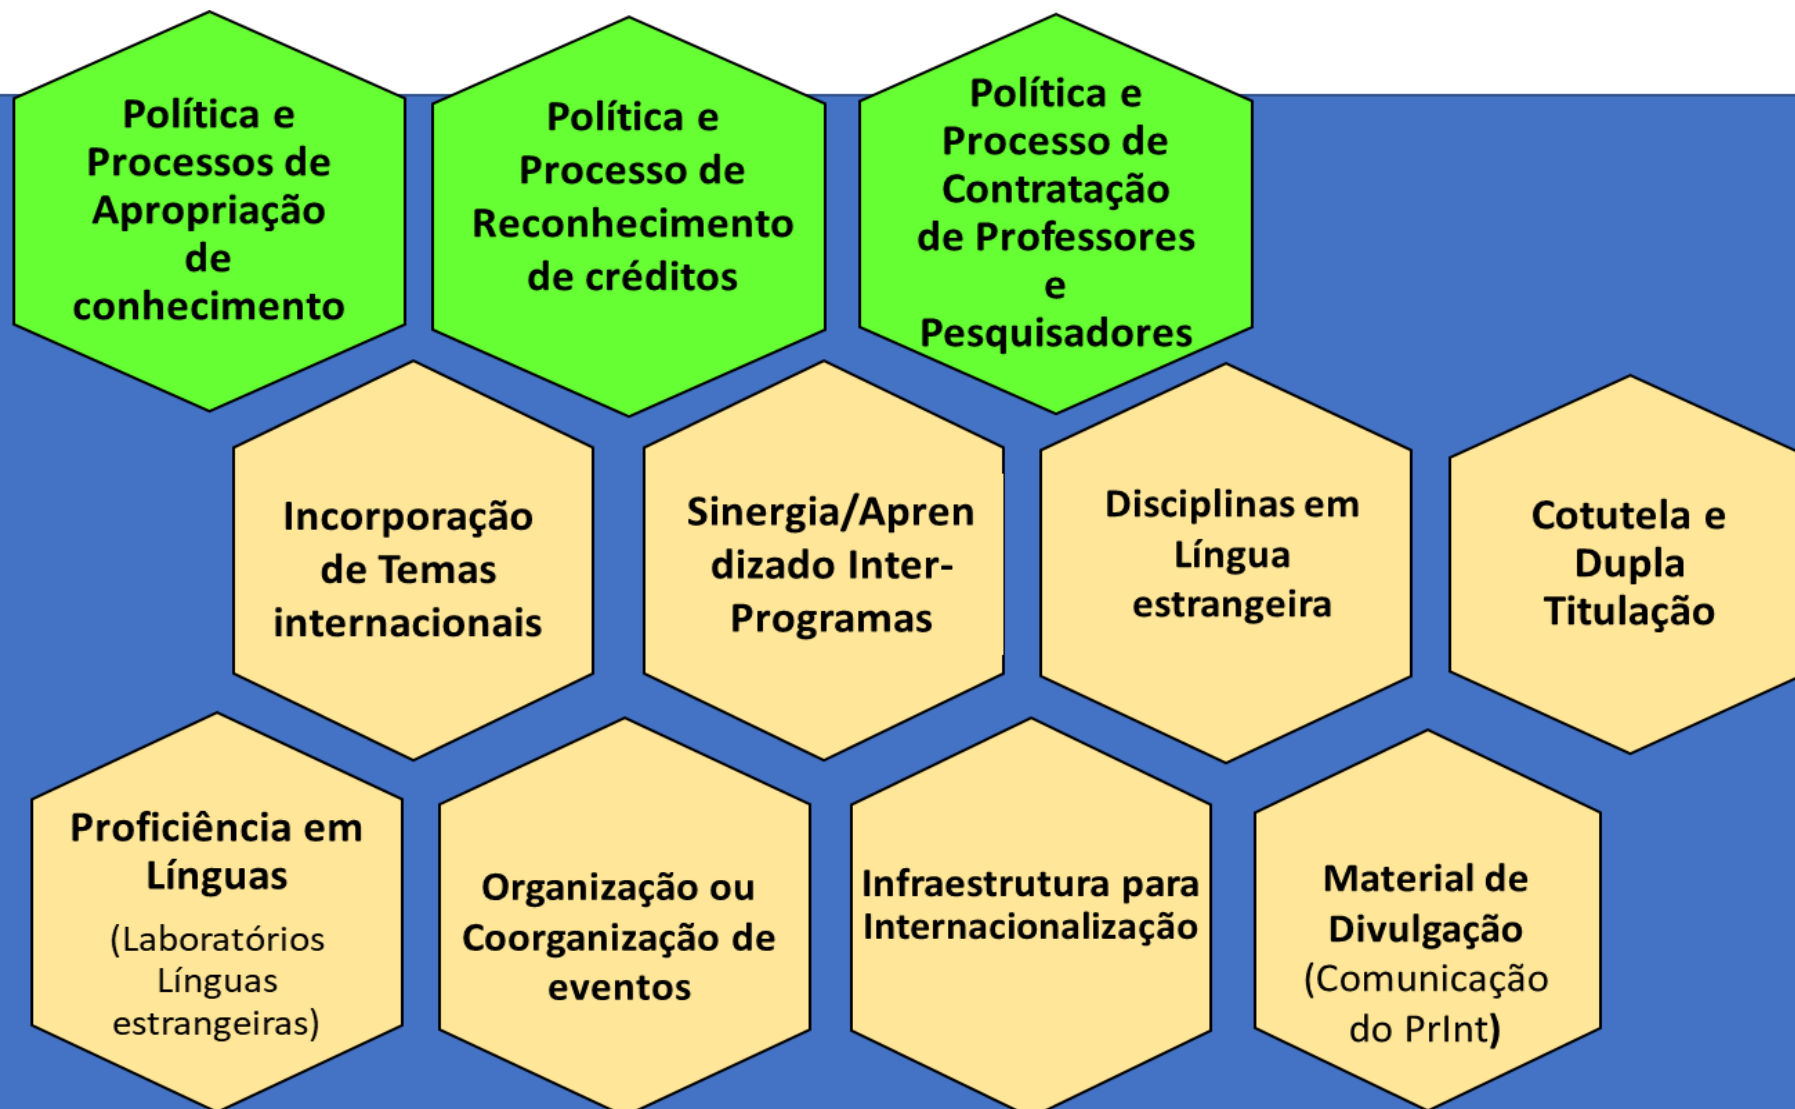 Política e
Processos de
Apropriação
de
conhecimento
Política e
Processo de
Reconhecimento
de créditos
Política e
Processo de
Contratação
de Professores
e
Pesquisadores
Incorporação
de Temas
internacionais
Sinergia/Apren
dizado Inter-
Programas
Disciplinas em
Língua
estrangeira
Cotutela e
Dupla
Titulação
Proficiência em
Línguas
(Laboratórios
Línguas
estrangeiras)
Organização ou
Coorganização de
eventos
Infraestrutura para
Internacionalização
Material de
Divulgação
(Comunicação
do PrInt)